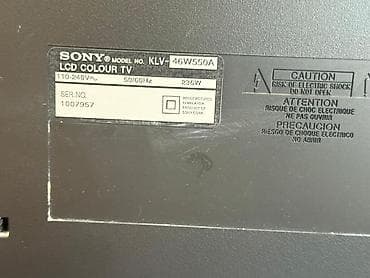 SONY® MODEL NO. KLV-46W550A
LCD COLOUR TV
110-240V~ 50/60Hz 235W
SER.NO.
1007957
CAUTION
RISK OF ELECTRIC SHOCK
DO NOT OPEN
ATTENTION
RISQUE DE CHOC ELECTRIQUE
NE PAS OUVRIR
PRECAUCION
RIESGO DE CHOQUE ELECTRICO
NO ABRIR